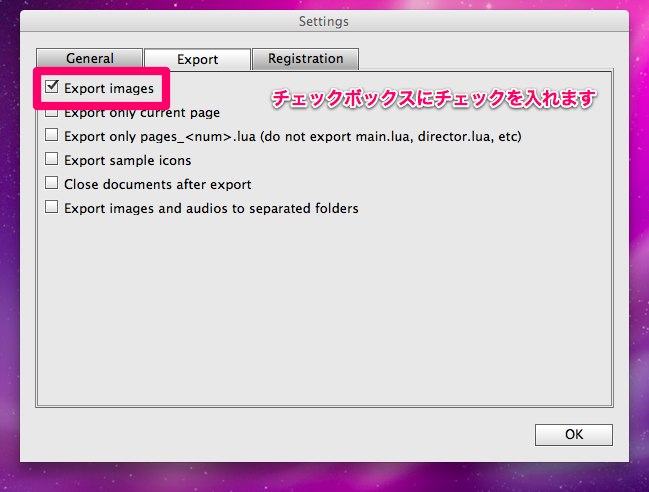 Settings
General
Export
Registration
Export images
チェックボックスにチェックを入れます
Export only current page
Export only pages_<num>.lua (do not export main.lua, director.lua, etc)
Export sample icons
Close documents after export
Export images and audios to separated folders
OK